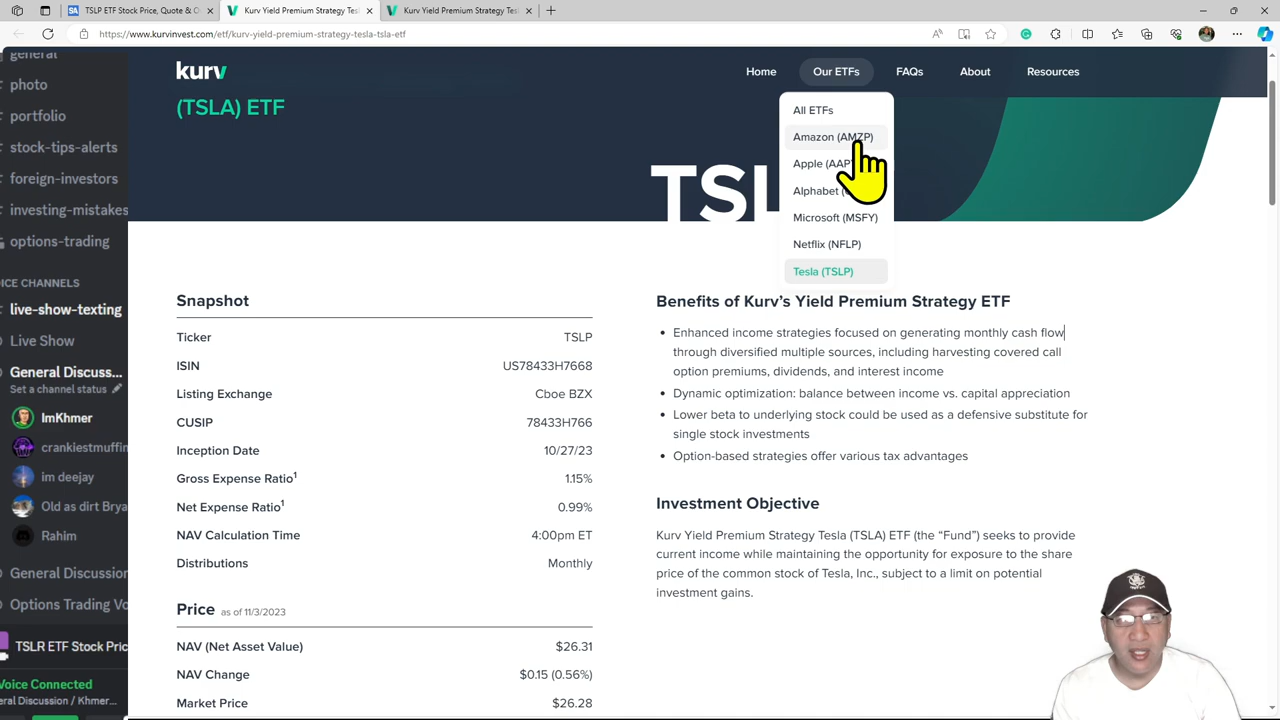 TSLP ETF Stock Price, Quote & O
Kurv Yield Premium Strategy Tesl
Kurv Yield Premium Strategy Tesl
https://www.kurvinvest.com/etf/kurv-yield-premium-strategy-tesla-tsla-etf
general
photo
portfolio
stock-tips-alerts
foreign-investors
investing-mistakes
options-trading
OICE CHANNELS
live-show-texting
Live Show
General Discuss...
Set a channel status
ImKhmer
crankiestmuffin
im deejay
Old as dirt Brya
Rahim
General Discussion
Options Trading Vo
TSLR ETF Stock Pric
Voice Connected
General Discussion / Khmer...
kurv
Home
Our ETFs
FAQs
About
Resources
(TSLA) ETF
TSL
All ETFs
Amazon (AMZP)
Apple (AAP
Alphabet (
Microsoft (MSFY)
Netflix (NFLP)
Tesla (TSLP)
Snapshot
Ticker TSLP
ISIN US78433H7668
Listing Exchange Cboe BZX
CUSIP 78433H766
Inception Date 10/27/23
Gross Expense Ratio1 1.15%
Net Expense Ratio1 0.99%
NAV Calculation Time 4:00pm ET
Distributions Monthly
Price as of 11/3/2023
NAV (Net Asset Value) $26.31
NAV Change $0.15 (0.56%)
Market Price $26.28
Benefits of Kurv's Yield Premium Strategy ETF
• Enhanced income strategies focused on generating monthly cash flow
through diversified multiple sources, including harvesting covered call
option premiums, dividends, and interest income
• Dynamic optimization: balance between income vs. capital appreciation
• Lower beta to underlying stock could be used as a defensive substitute for
single stock investments
• Option-based strategies offer various tax advantages
Investment Objective
Kurv Yield Premium Strategy Tesla (TSLA) ETF (the “Fund”) seeks to provide
current income while maintaining the opportunity for exposure to the share
price of the common stock of Tesla, Inc., subject to a limit on potential
investment gains.